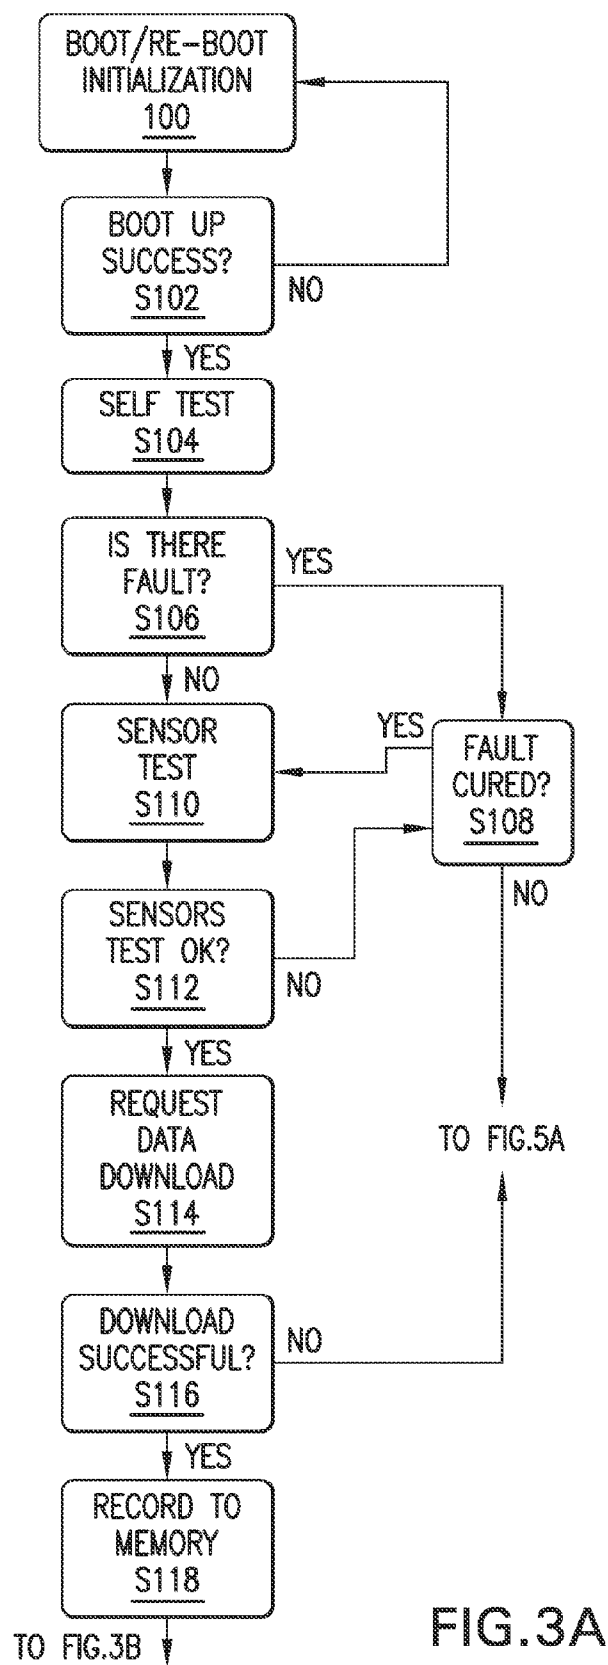 BOOT/RE-BOOT
INITIALIZATION
100
BOOT UP
SUCCESS?
S102
NO
YES
SELF TEST
S104
IS THERE
FAULT?
S106
YES
NO
SENSOR
TEST
S110
YES
FAULT
CURED?
S108
NO
SENSORS
TEST OK?
S112
NO
YES
REQUEST
DATA
DOWNLOAD
S114
TO FIG.5A
DOWNLOAD
SUCCESSFUL?
S116
NO
YES
RECORD TO
MEMORY
S118
TO FIG.3B
FIG.3A